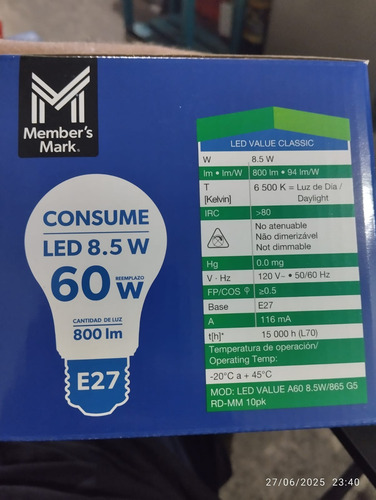 Member's
Mark®
CONSUME
LED 8.5 W
60 REEMPLAZO W
CANTIDAD DE LUZ
800 lm
E27
LED VALUE CLASSIC
W 8.5 W
lm • lm/W 800 lm • 94 lm/W
T [Kelvin] 6 500 K = Luz de Día /
Daylight
IRC >80
No atenuable
Não dimerizável
Not dimmable
Hg 0.0 mg
V · Hz 120 V~ • 50/60 Hz
FP/COS φ ≥0.5
Base E27
A 116 mA
t[h]* 15 000 h (L70)
Temperatura de operación/
Operating Temp:
-20°C a + 45°C
MOD: LED VALUE A60 8.5W/865 G5
RD-MM 10pk
27/06/2025 23:40